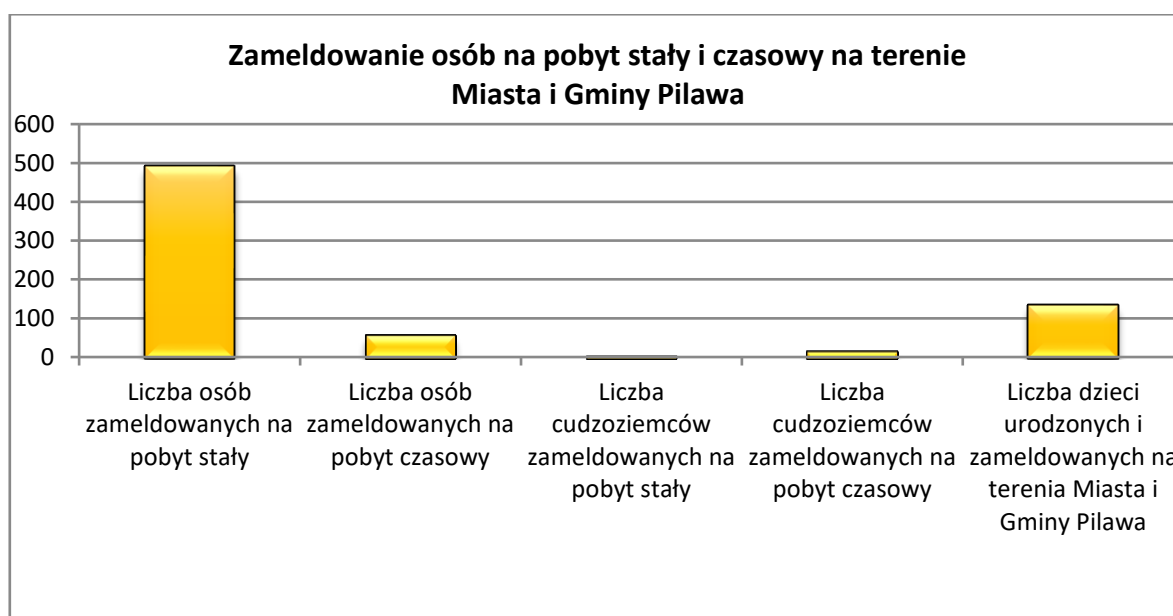 Zameldowanie osób na pobyt stały i czasowy na terenie
Miasta i Gminy Pilawa
600
500
400
300
200
100
0
Liczba osób
zameldowanych na
pobyt stały
Liczba osób
zameldowanych na
pobyt czasowy
Liczba
cudzoziemców
zameldowanych na
pobyt stały
Liczba
cudzoziemców
zameldowanych na
pobyt czasowy
Liczba dzieci
urodzonych i
zameldowanych na
terenia Miasta i
Gminy Pilawa